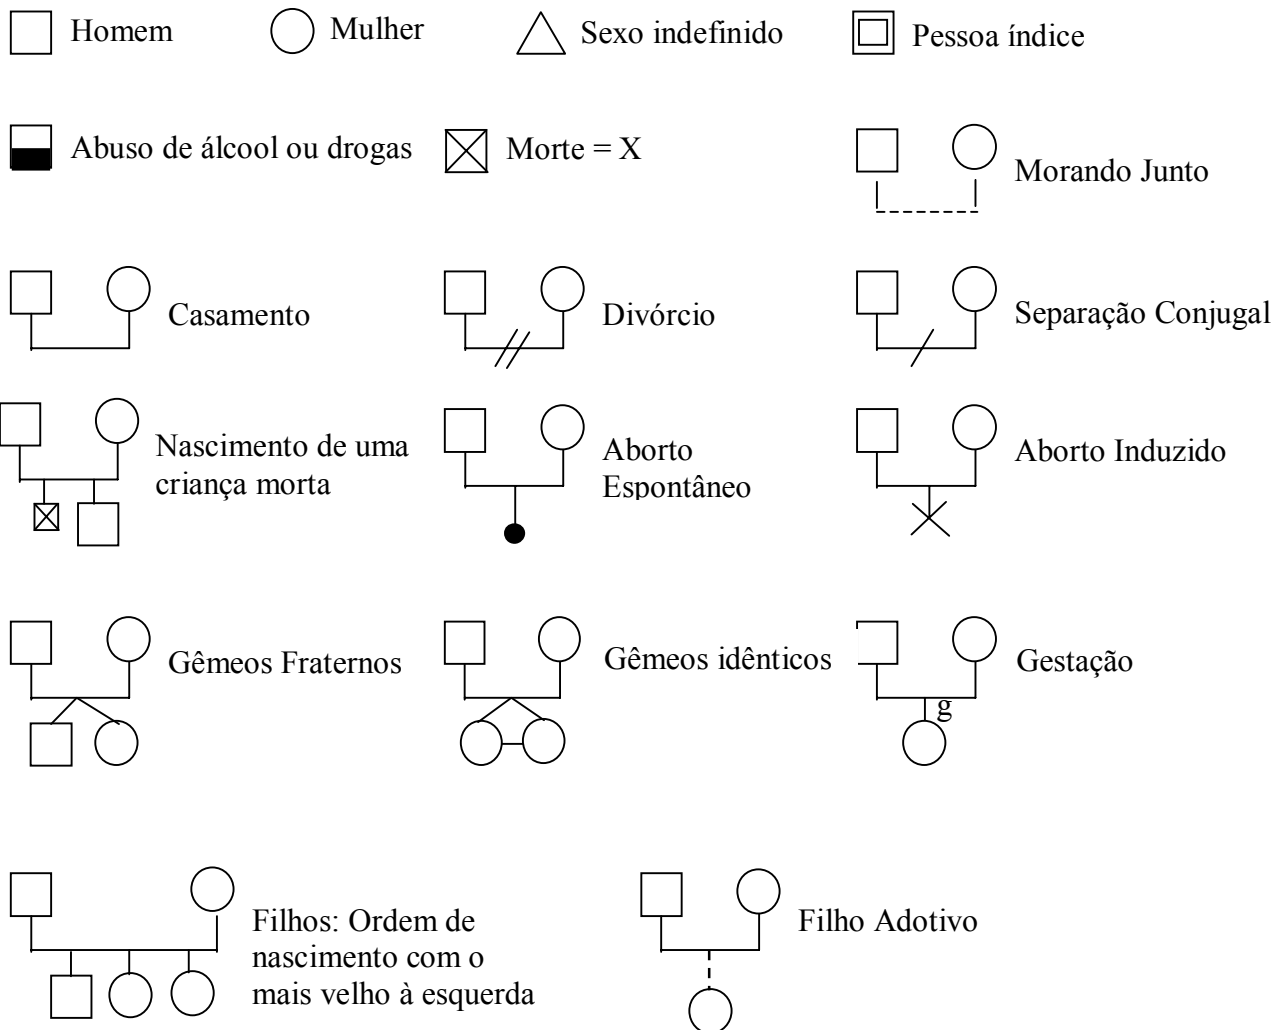 Homem
Mulher
Sexo indefinido
Pessoa índice
Abuso de álcool ou drogas
Morte = X
Morando Junto
Casamento
Divórcio
Separação Conjugal
Nascimento de uma
criança morta
Aborto
Espontâneo
Aborto Induzido
Gêmeos Fraternos
Gêmeos idênticos
Gestação
g
Filhos: Ordem de
nascimento com o
mais velho à esquerda
Filho Adotivo